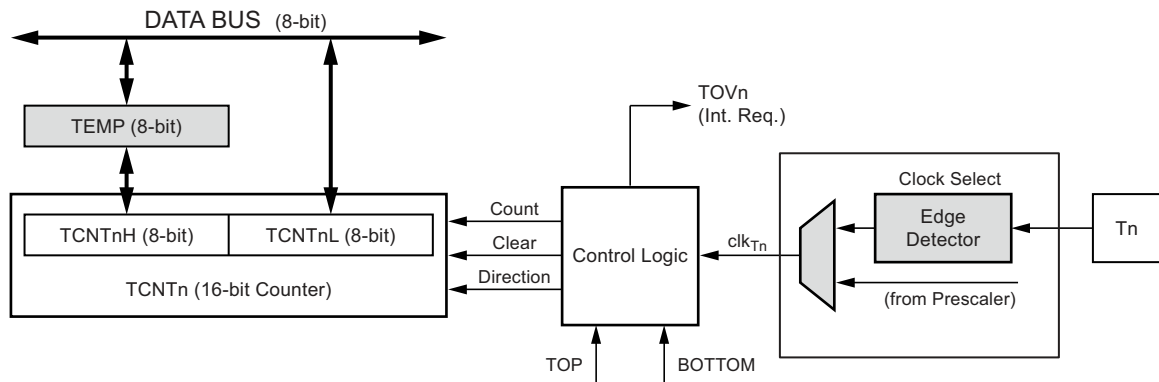 DATA BUS (8-bit)
TEMP (8-bit)
TCNTnH (8-bit)
TCNTnL (8-bit)
TCNTn (16-bit Counter)
Count
Clear
Direction
Control Logic
TOVn
(Int. Req.)
TOP
BOTTOM
clkTn
Clock Select
Edge
Detector
(from Prescaler)
Tn